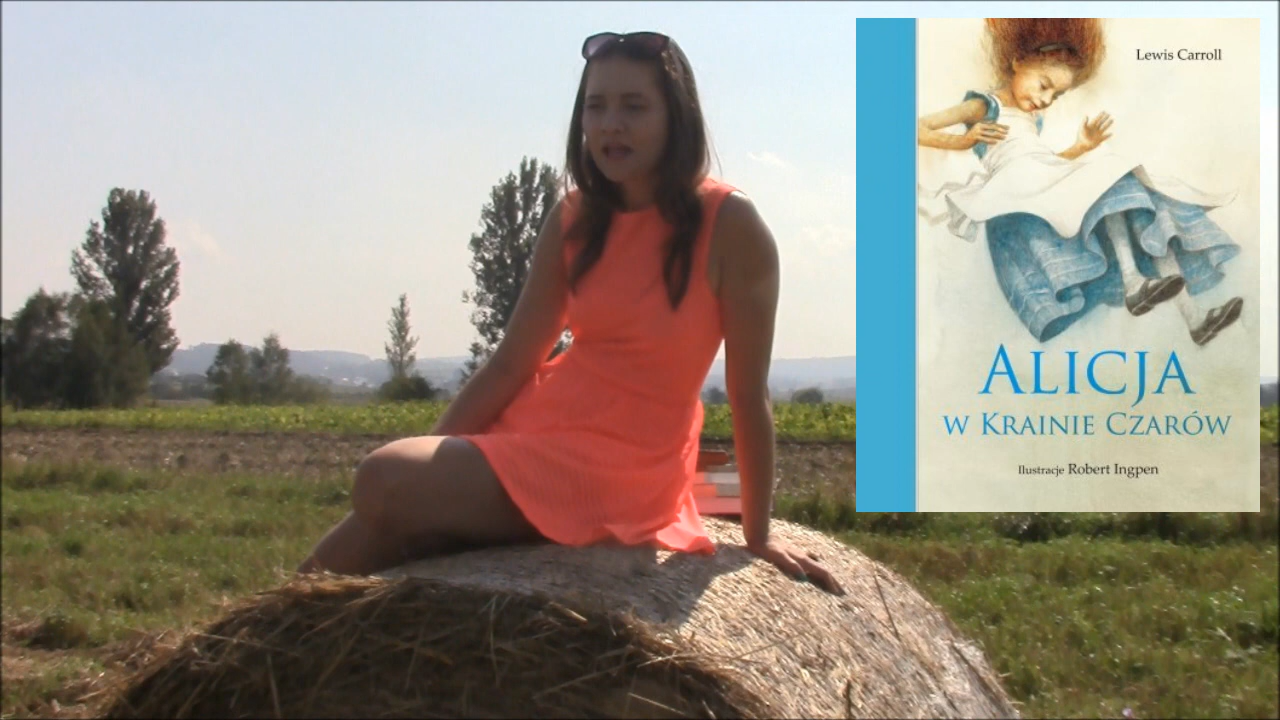 Lewis Carroll
ALICJA
W KRAINIE CZARÓW
Ilustracje Robert Ingpen